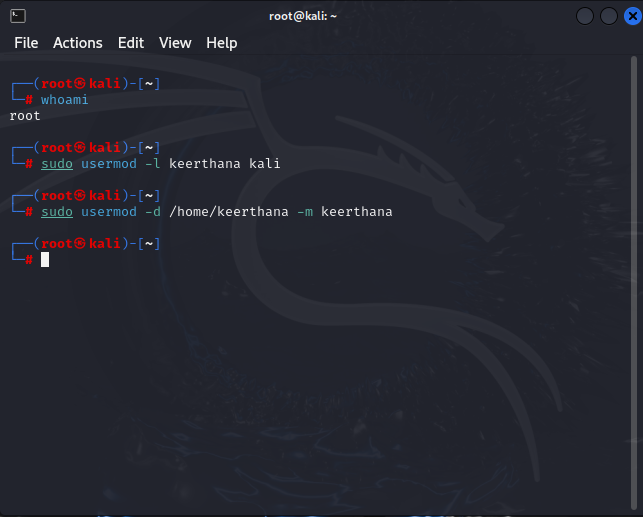 root@kali: ~
File Actions Edit View Help
┌──(root㉿kali)-[~]
└─# whoami
root
┌──(root㉿kali)-[~]
└─# sudo usermod -l keerthana kali
┌──(root㉿kali)-[~]
└─# sudo usermod -d /home/keerthana -m keerthana
┌──(root㉿kali)-[~]
└─#